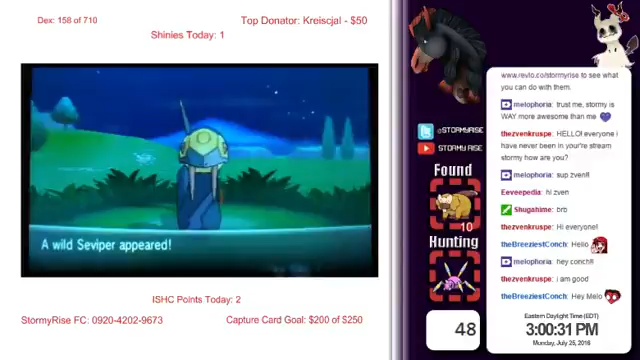 Dex: 158 of 710
Top Donator: Kreiscjal - $50
Shinies Today: 1
A wild Seviper appeared!
ISHC Points Today: 2
StormyRise FC: 0920-4202-9673
Capture Card Goal: $200 of $250
@STORMYRISE
STORMY RISE
Found
10
Hunting
48
www.revlo.co/stormyrise to see what
you can do with them.
melophoria: trust me, stormy is
WAY more awesome than me
thezvenkruspe: HELLO! everyone i
have never been in your're stream
stormy how are you?
melophoria: sup zven!!
Eeveepedia: hi zven
Shugahime: brb
thezvenkruspe: Hi everyone!
theBreeziestConch: Hello
melophoria: hey conch!!
thezvenkruspe: i am good
theBreeziestConch: Hey Melo
Eastern Daylight Time (EDT)
3:00:31 PM
Monday, July 25, 2016